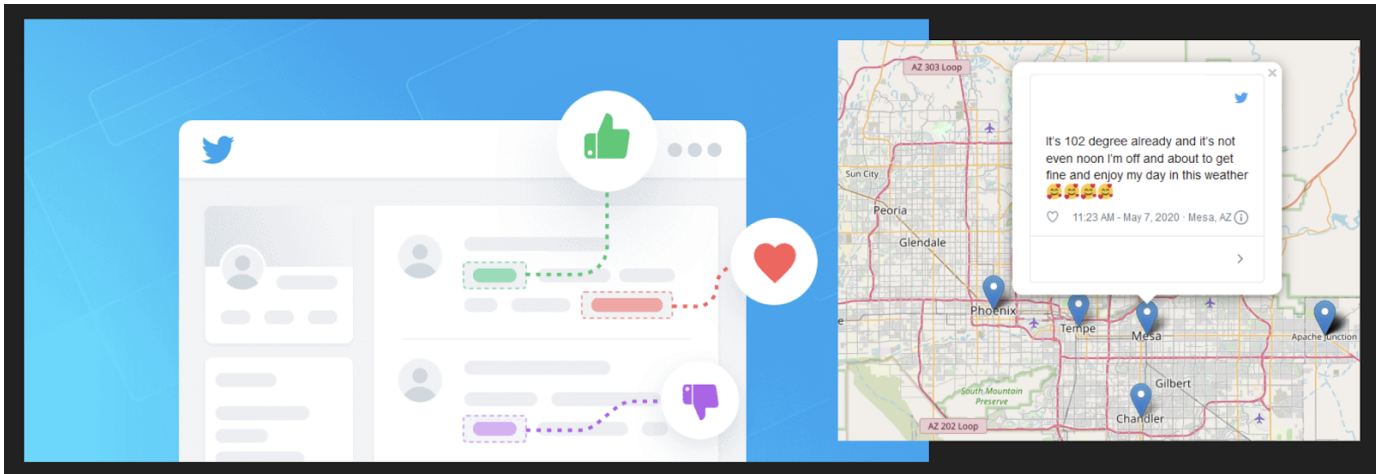 AZ 303 Loop
It's 102 degree already and it's not
even noon I'm off and about to get
fine and enjoy my day in this weather
🥰🥰🥰🥰
11:23 AM - May 7, 2020 · Mesa, AZ
Sun City
Peoria
Glendale
Phoenix
Tempe
Mesa
Apache Junction
Gilbert
South Mountain
Preserve
Chandler
AZ 202 Loop